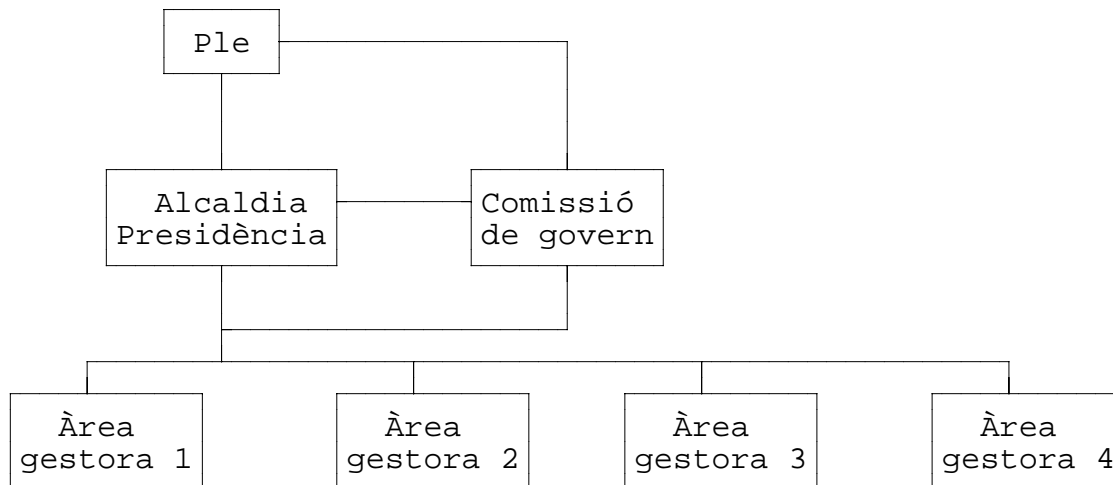 Ple
Alcaldia
Presidència
Comissió
de govern
Àrea
gestora 1
Àrea
gestora 2
Àrea
gestora 3
Àrea
gestora 4